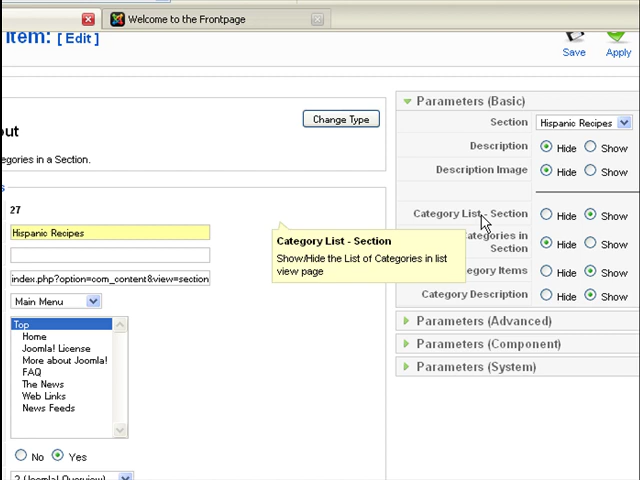 Welcome to the Frontpage
Item: [ Edit ]
Save
Apply
out
Change Type
egories in a Section.
27
Hispanic Recipes
index.php?option=com_content&view=section
Main Menu
Top
Home
Joomla! License
More about Joomla!
FAQ
The News
Web Links
News Feeds
No Yes
2 (Joomla! Overview)
Parameters (Basic)
Section Hispanic Recipes
Description Hide Show
Description Image Hide Show
Category List - Section Hide Show
Category List - Section
Show/Hide the List of Categories in list
view page
Categories in
Section Hide Show
egory Items Hide Show
Category Description Hide Show
Parameters (Advanced)
Parameters (Component)
Parameters (System)